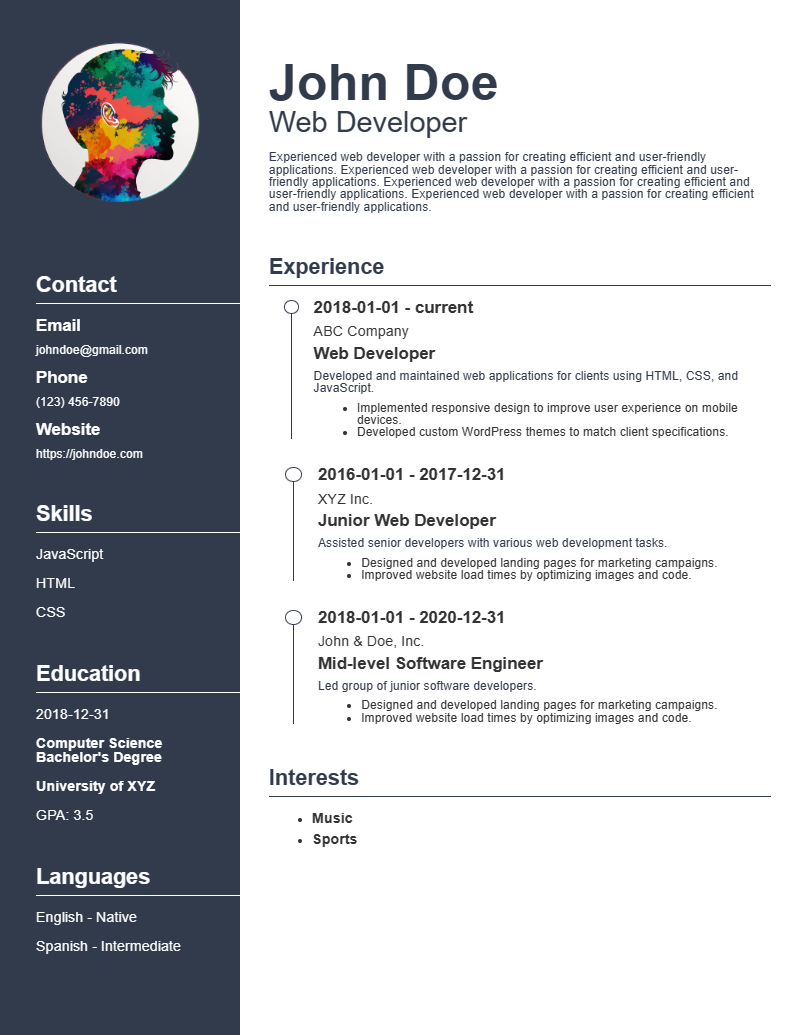 John Doe
Web Developer
Experienced web developer with a passion for creating efficient and user-friendly
applications. Experienced web developer with a passion for creating efficient and user-
friendly applications. Experienced web developer with a passion for creating efficient and
user-friendly applications. Experienced web developer with a passion for creating efficient
and user-friendly applications.
Contact
Email
johndoe@gmail.com
Phone
(123) 456-7890
Website
https://johndoe.com
Skills
JavaScript
HTML
CSS
Education
2018-12-31
Computer Science
Bachelor's Degree
University of XYZ
GPA: 3.5
Languages
English - Native
Spanish - Intermediate
Experience
2018-01-01 - current
ABC Company
Web Developer
Developed and maintained web applications for clients using HTML, CSS, and
JavaScript.
• Implemented responsive design to improve user experience on mobile
devices.
• Developed custom WordPress themes to match client specifications.
2016-01-01 - 2017-12-31
XYZ Inc.
Junior Web Developer
Assisted senior developers with various web development tasks.
• Designed and developed landing pages for marketing campaigns.
• Improved website load times by optimizing images and code.
2018-01-01 - 2020-12-31
John & Doe, Inc.
Mid-level Software Engineer
Led group of junior software developers.
• Designed and developed landing pages for marketing campaigns.
• Improved website load times by optimizing images and code.
Interests
• Music
• Sports